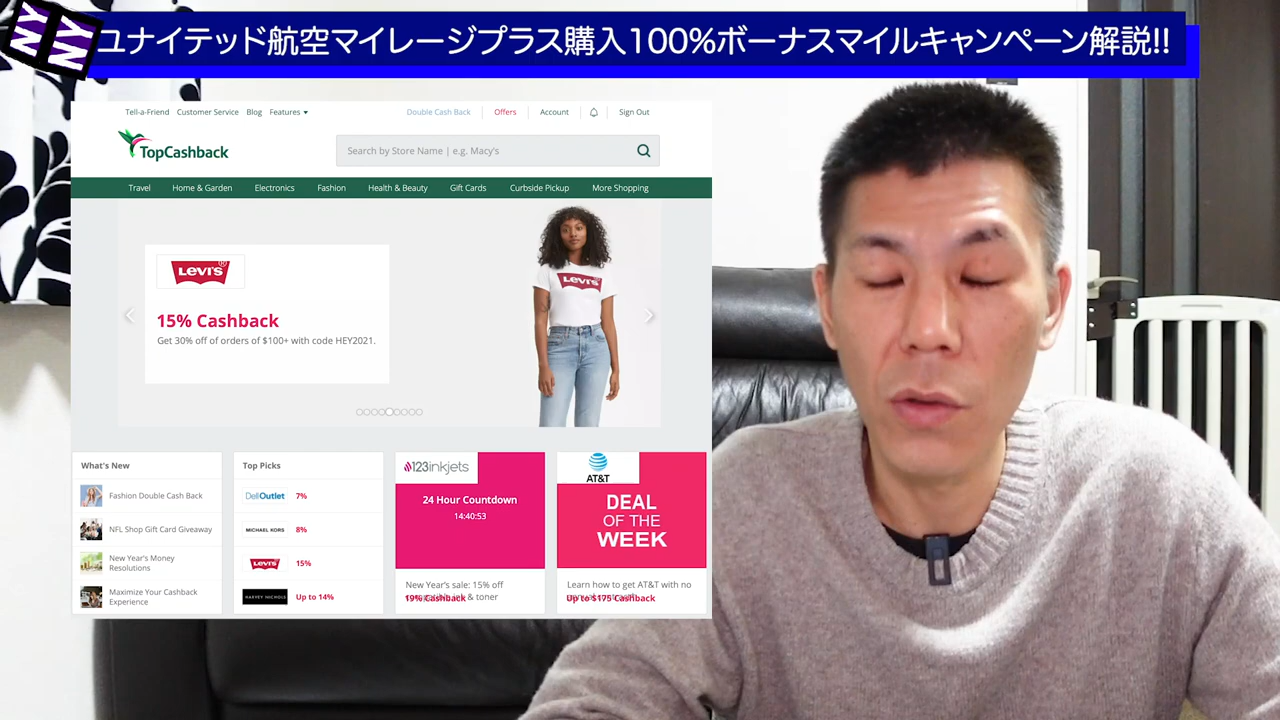 NY
NY
ユナイテッド航空マイレージプラス購入100%ボーナスマイルキャンペーン解説!!
Tell-a-Friend Customer Service Blog Features Double Cash Back Offers Account Sign Out
TopCashback
Search by Store Name | e.g. Macy's
Travel Home & Garden Electronics Fashion Health & Beauty Gift Cards Curbside Pickup More Shopping
LEVI'S
15% Cashback
Get 30% off of orders of $100+ with code HEY2021.
LEVI'S
What's New
Fashion Double Cash Back
NFL Shop Gift Card Giveaway
New Year's Money
Resolutions
Maximize Your Cashback
Experience
Top Picks
DeliOutlet 7%
MICHAEL KORS 8%
LEVI'S 15%
HARVEY NICHOLS Up to 14%
123inkjets
24 Hour Countdown
14:40:53
New Year's sale: 15% off
19% Cashback & toner
AT&T
DEAL
OF THE
WEEK
Learn how to get AT&T with no
Up to $175 Cashback